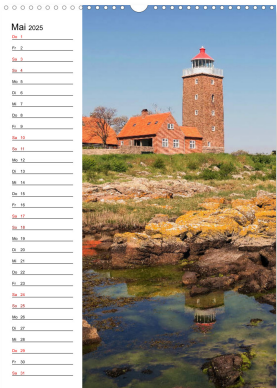 Mai 2025
Do 1
Fr 2
Sa 3
So 4
Mo 5
Di 6
Mi 7
Do 8
Fr 9
Sa 10
So 11
Mo 12
Di 13
Mi 14
Do 15
Fr 16
Sa 17
So 18
Mo 19
Di 20
Mi 21
Do 22
Fr 23
Sa 24
So 25
Mo 26
Di 27
Mi 28
Do 29
Fr 30
Sa 31